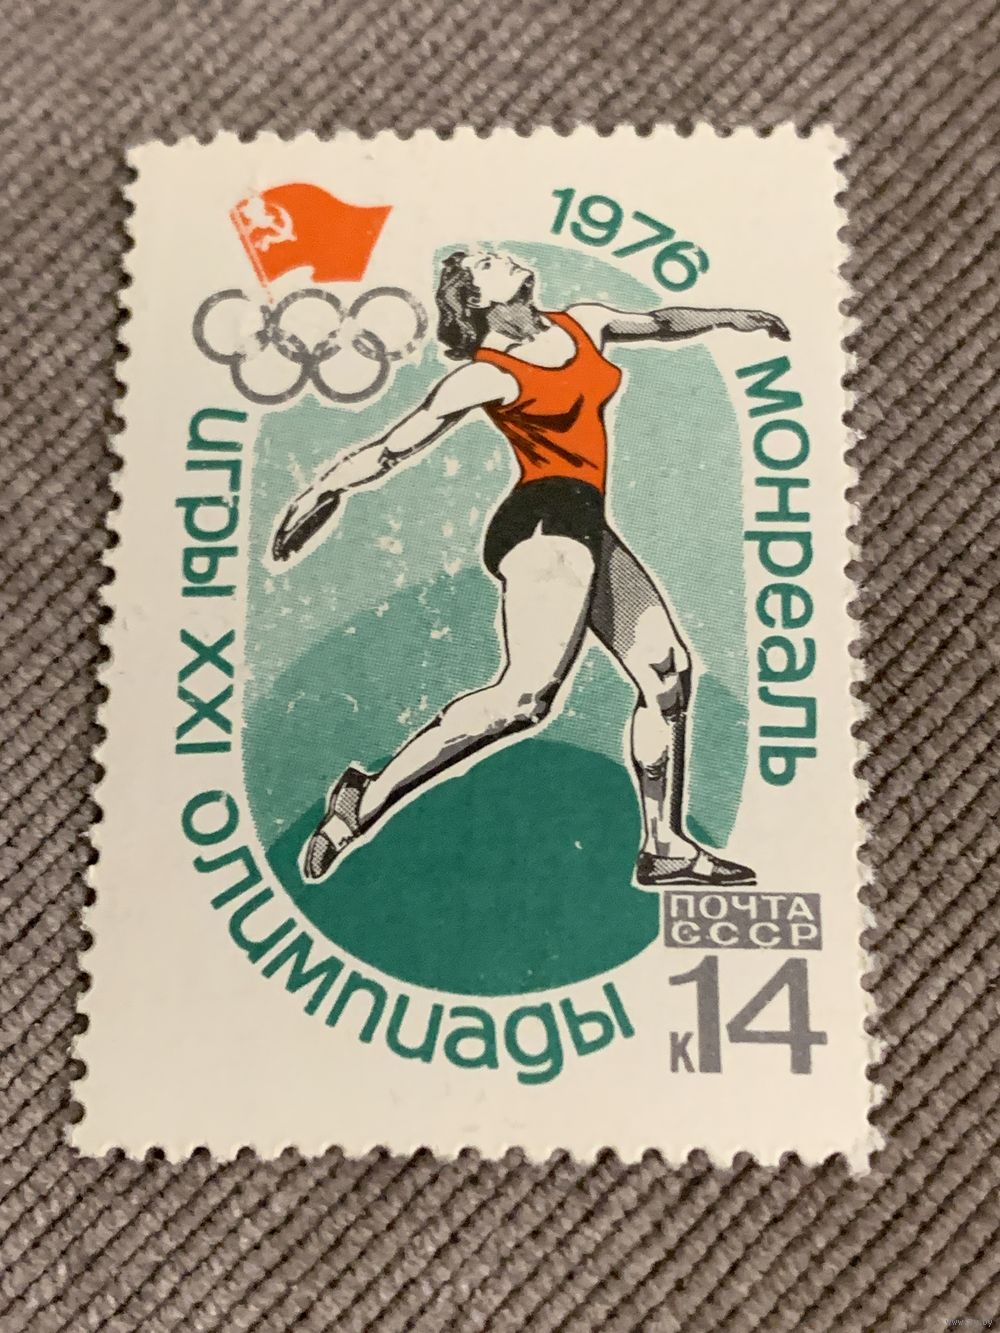 1976
монреаль
игры XXI олимпиады
ПОЧТА
СССР
к14